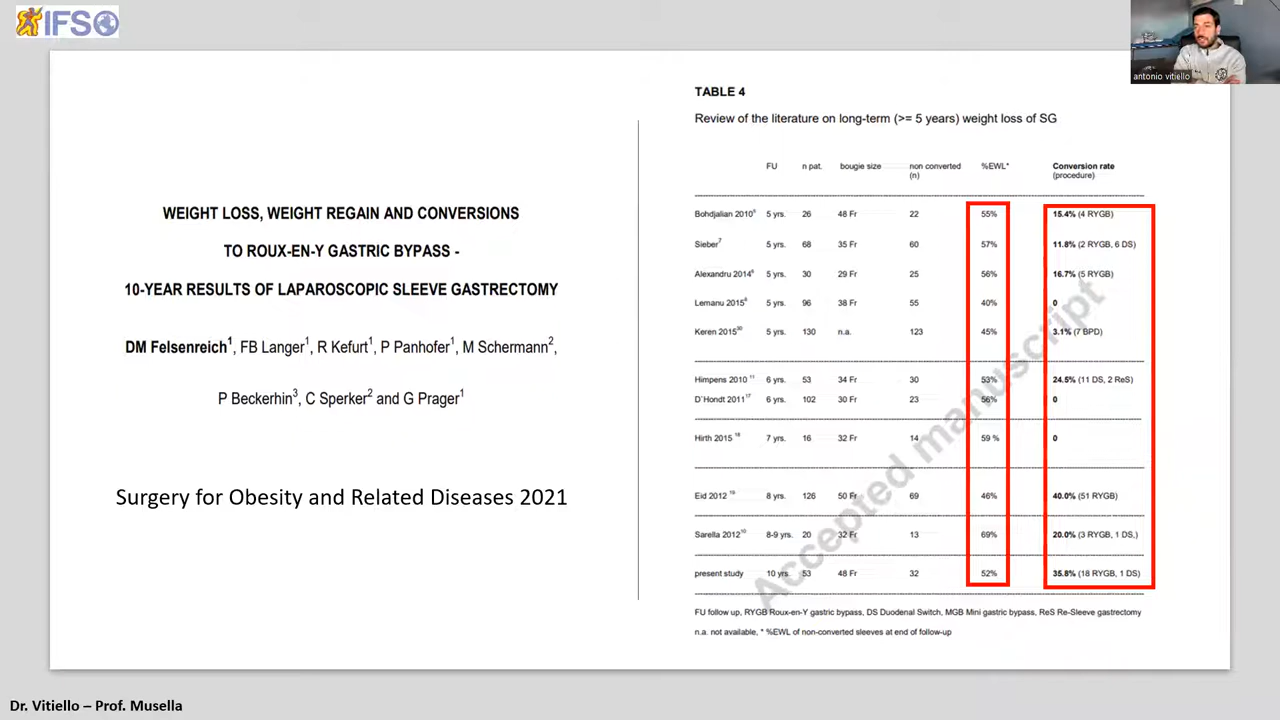 IFSO
antonio vitiello
WEIGHT LOSS, WEIGHT REGAIN AND CONVERSIONS
TO ROUX-EN-Y GASTRIC BYPASS -
10-YEAR RESULTS OF LAPAROSCOPIC SLEEVE GASTRECTOMY
DM Felsenreich1, FB Langer1, R Kefurt1, P Panhofer1, M Schermann2,
P Beckerhin3, C Sperker2 and G Prager1
Surgery for Obesity and Related Diseases 2021
TABLE 4
Review of the literature on long-term (>= 5 years) weight loss of SG
FU n pat. bougie size non converted (n) %EWL* Conversion rate (procedure)
Bohdjalian 2010 5 yrs. 26 48 Fr 22 55% 15.4% (4 RYGB)
Sieber7 5 yrs. 68 35 Fr 60 57% 11.8% (2 RYGB, 6 DS)
Alexandru 2014 5 yrs. 30 29 Fr 25 56% 16.7% (5 RYGB)
Lemanu 2015 5 yrs. 96 38 Fr 55 40% 0
Keren 2015 5 yrs. 130 n.a. 123 45% 3.1% (7 BPD)
Himpens 2010 11 6 yrs. 53 34 Fr 30 53% 24.5% (11 DS, 2 ReS)
D`Hondt 2011 6 yrs. 102 30 Fr 23 56% 0
Hirth 2015 7 yrs. 16 32 Fr 14 59 % 0
Eid 2012 8 yrs. 126 50 Fr 69 46% 40.0% (51 RYGB)
Sarella 2012 8-9 yrs. 20 32 Fr 13 69% 20.0% (3 RYGB, 1 DS,)
present study 10 yrs. 53 48 Fr 32 52% 35.8% (18 RYGB, 1 DS)
Accepted manuscript
FU follow up, RYGB Roux-en-Y gastric bypass, DS Duodenal Switch, MGB Mini gastric bypass, ReS Re-Sleeve gastrectomy
n.a. not available, * %EWL of non-converted sleeves at end of follow-up
Dr. Vitiello – Prof. Musella